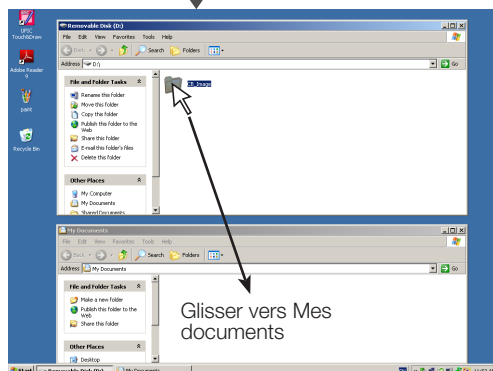 UPIC
Touch&Draw
Adobe Reader
9
paint
Recycle Bin
Removable Disk (D:)
File Edit View Favorites Tools Help
Back Search Folders
Address D:\ Go
File and Folder Tasks
Rename this folder
Move this folder
Copy this folder
Publish this folder to the
Web
Share this folder
E-mail this folder's files
Delete this folder
Other Places
My Computer
My Documents
Shared Documents
CB_Image
My Documents
File Edit View Favorites Tools Help
Back Search Folders
Address My Documents Go
File and Folder Tasks
Make a new folder
Publish this folder to the
Web
Share this folder
Other Places
Desktop
Glisser vers Mes
documents
Start Removable Disk (D:) My Documents